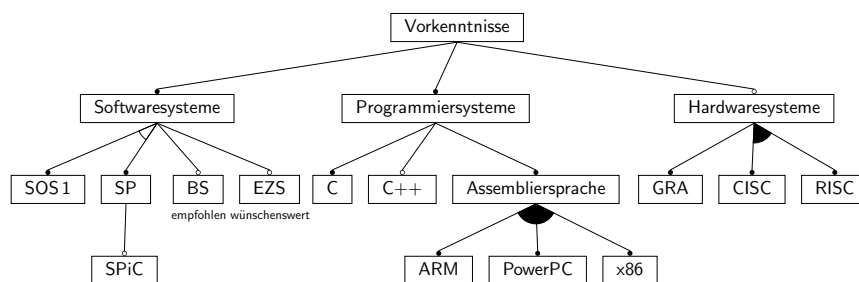 Vorkenntnisse
Softwaresysteme Programmiersysteme Hardwaresysteme
SOS 1 SP BS EZS C C++ Assembliersprache GRA CISC RISC
empfohlen wünschenswert
SPiC ARM PowerPC x86